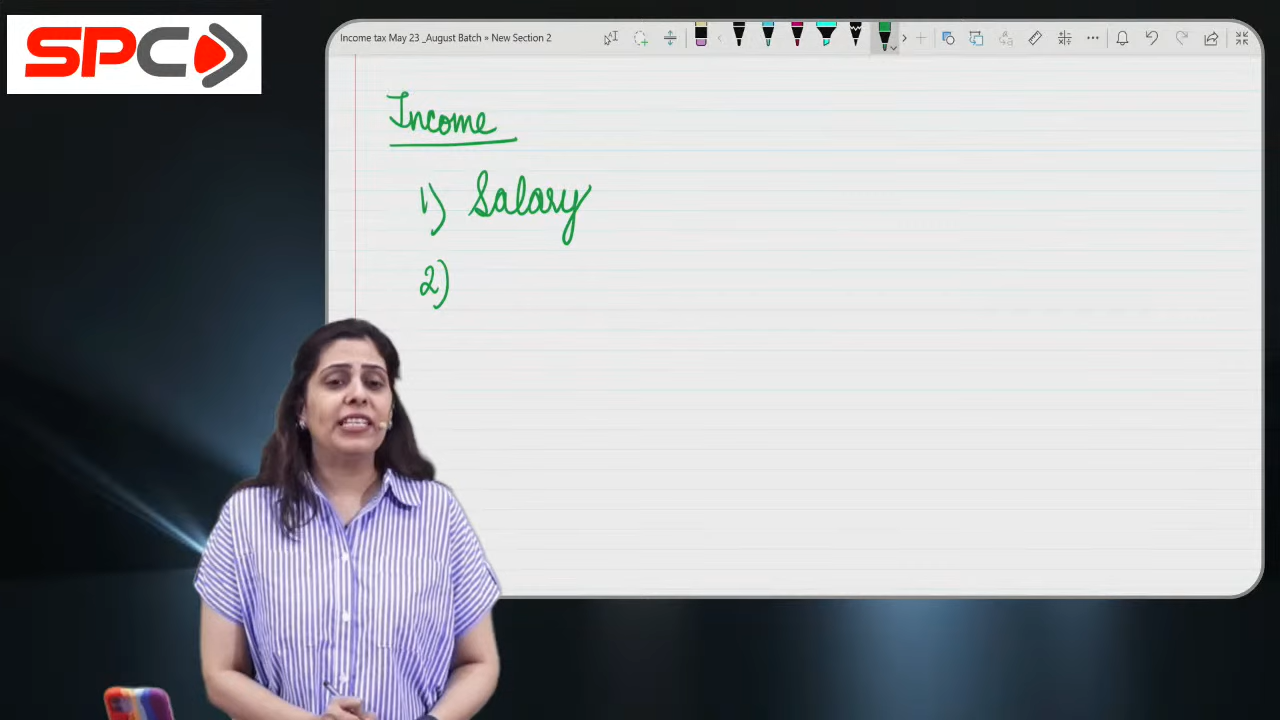 SPC
Income tax May 23 _August Batch » New Section 2
Income
1) Salary
2)